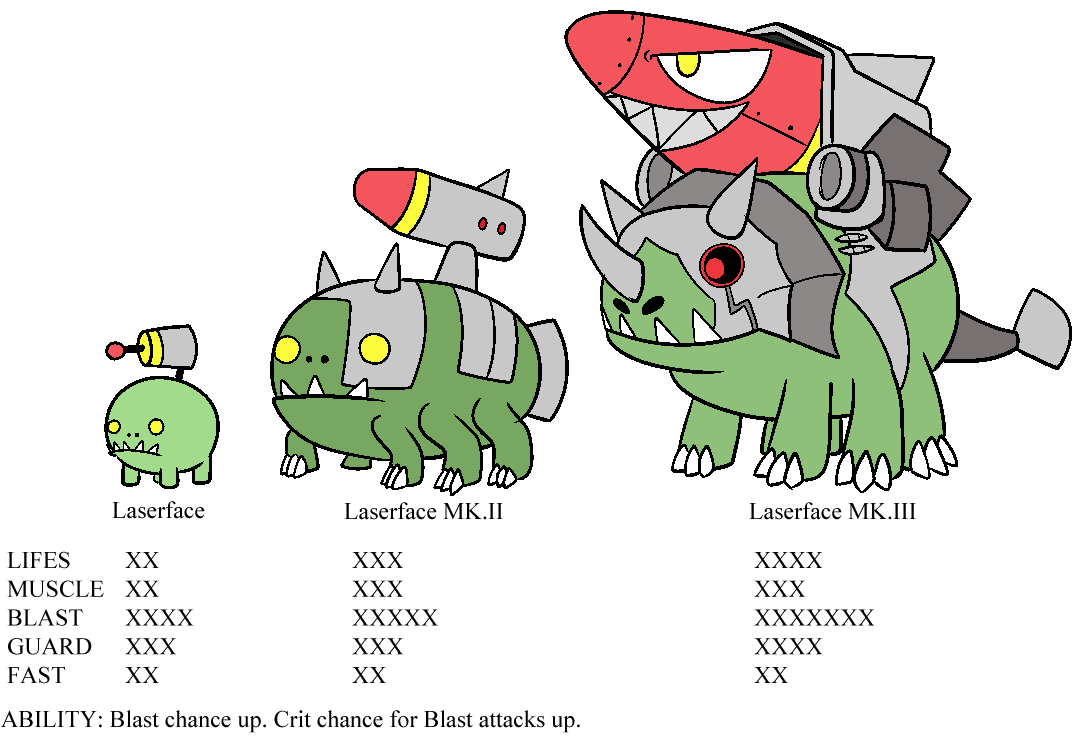 Laserface Laserface MK.II Laserface MK.III
LIFES XX XXX XXXX
MUSCLE XX XXX XXX
BLAST XXXX XXXXX XXXXXXX
GUARD XXX XXX XXXX
FAST XX XX XX
ABILITY: Blast chance up. Crit chance for Blast attacks up.